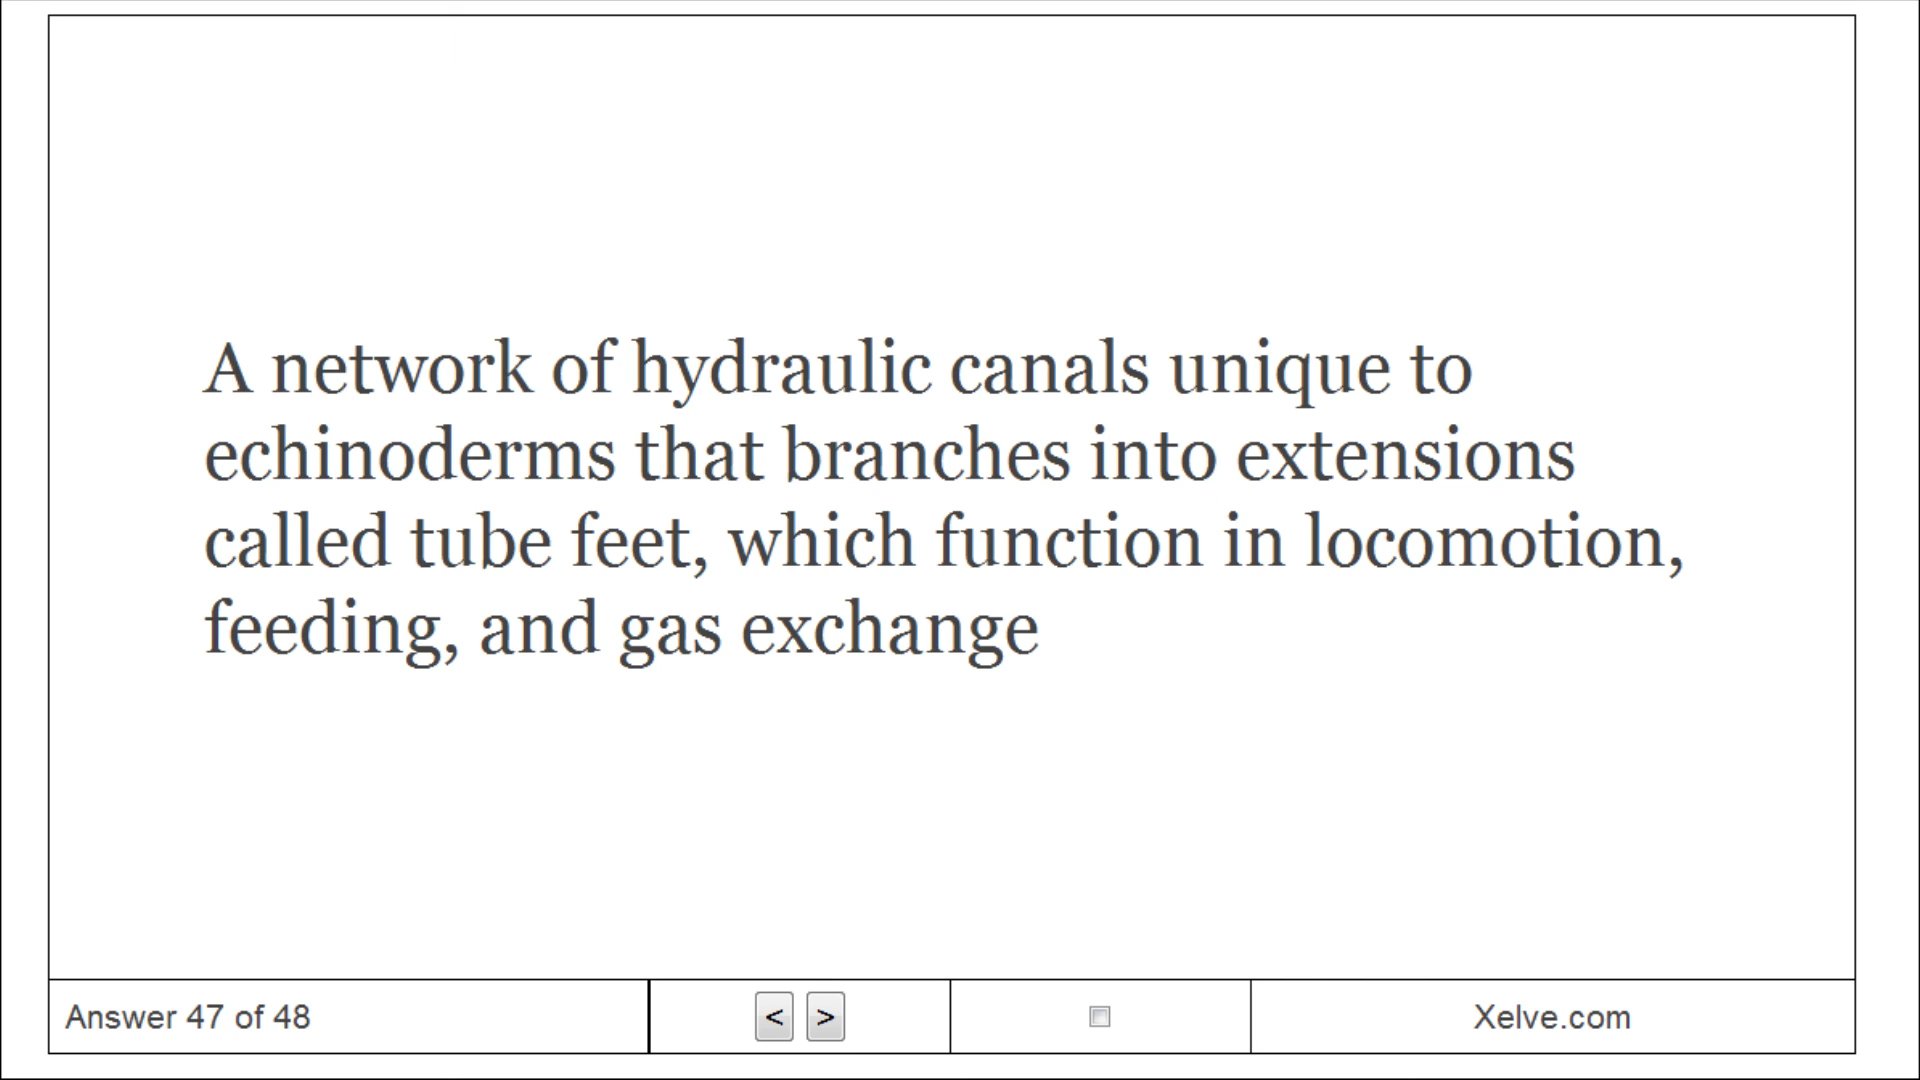 A network of hydraulic canals unique to
echinoderms that branches into extensions
called tube feet, which function in locomotion,
feeding, and gas exchange
Answer 47 of 48
< >
Xelve.com